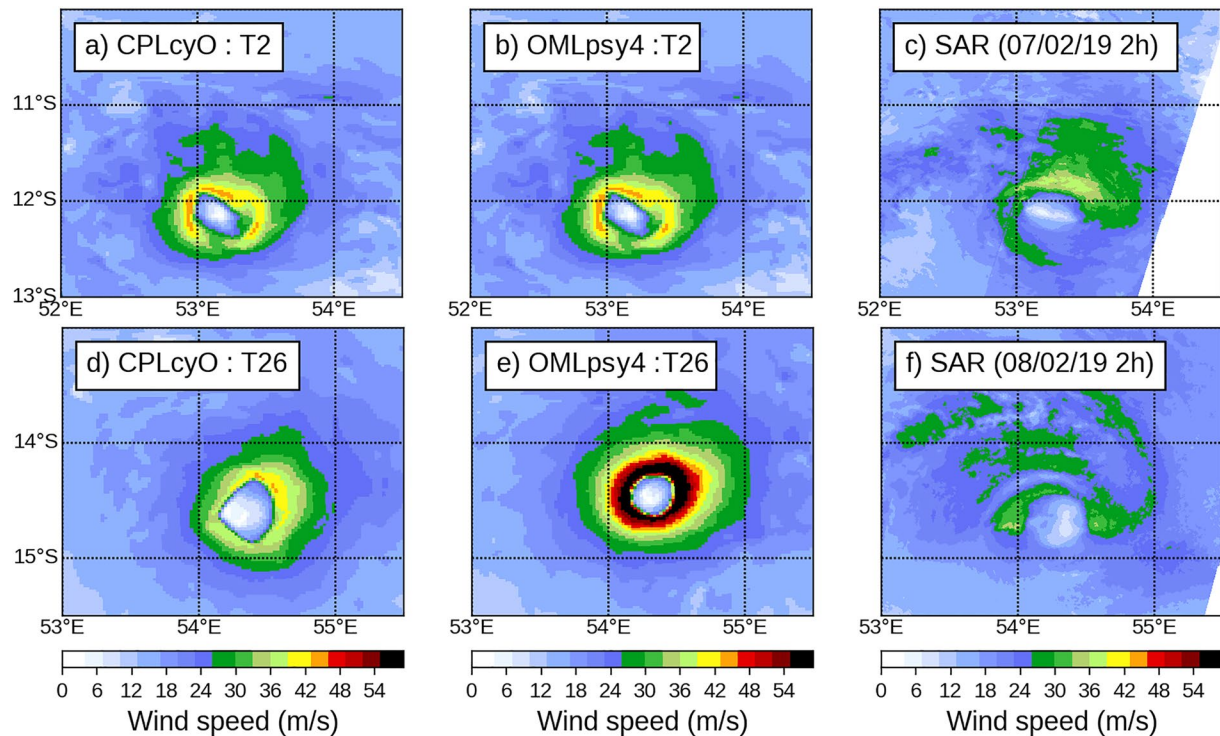 a) CPLcyO : T2
b) OMLpsy4 :T2
c) SAR (07/02/19 2h)
11°S
12°S
13°S
52°E 53°E 54°E
52°E 53°E 54°E
52°E 53°E 54°E
d) CPLcyO : T26
e) OMLpsy4 :T26
f) SAR (08/02/19 2h)
14°S
15°S
53°E 54°E 55°E
53°E 54°E 55°E
53°E 54°E 55°E
0 6 12 18 24 30 36 42 48 54
0 6 12 18 24 30 36 42 48 54
0 6 12 18 24 30 36 42 48 54
Wind speed (m/s)
Wind speed (m/s)
Wind speed (m/s)